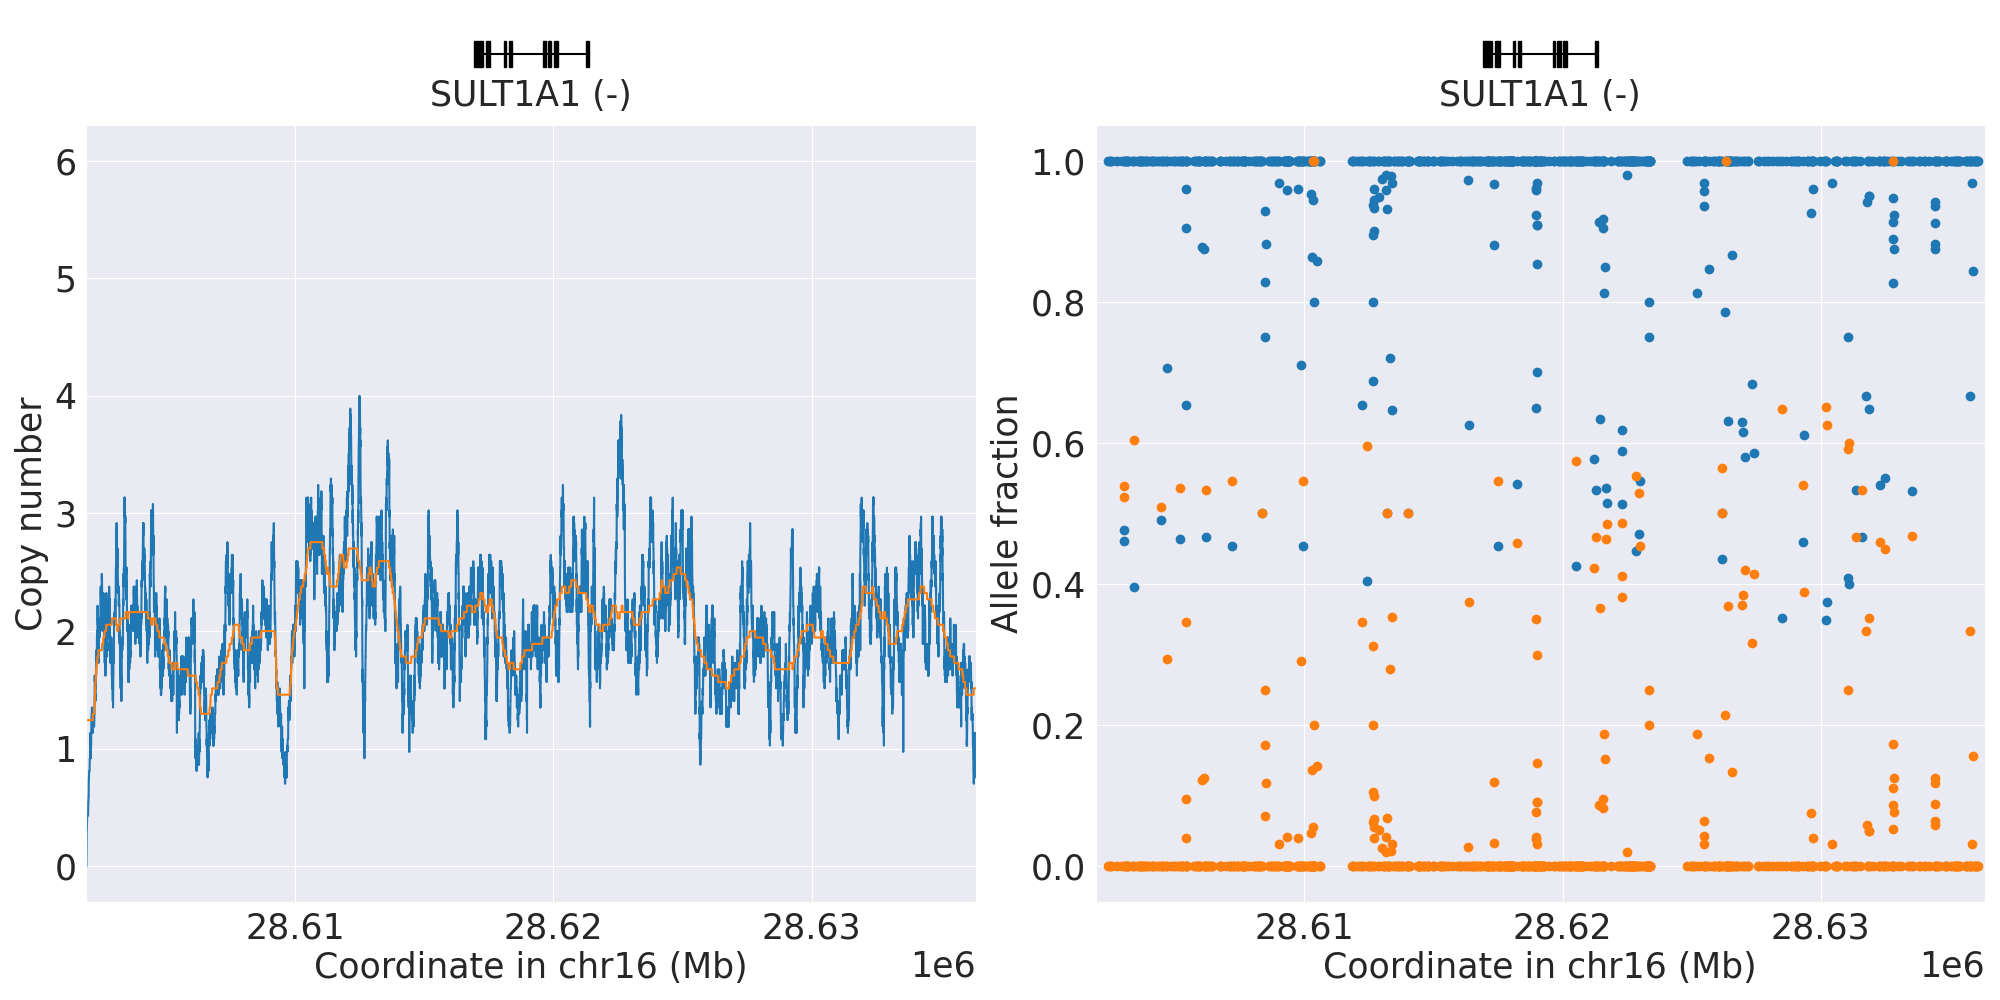 SULT1A1 (-)
Copy number
6
5
4
3
2
1
0
28.61
28.62
28.63
Coordinate in chr16 (Mb)
1e6
SULT1A1 (-)
Allele fraction
1.0
0.8
0.6
0.4
0.2
0.0
28.61
28.62
28.63
Coordinate in chr16 (Mb)
1e6